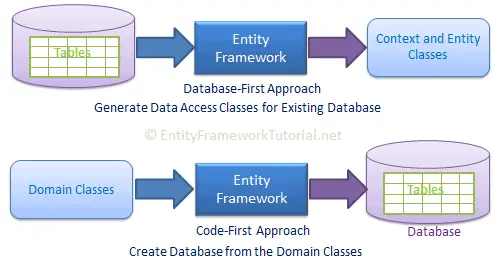 Tables
Entity
Framework
Context and Entity
Classes
Database-First Approach
Generate Data Access Classes for Existing Database
© EntityFrameworkTutorial.net
Domain Classes
Entity
Framework
Tables
Code-First Approach
Database
Create Database from the Domain Classes